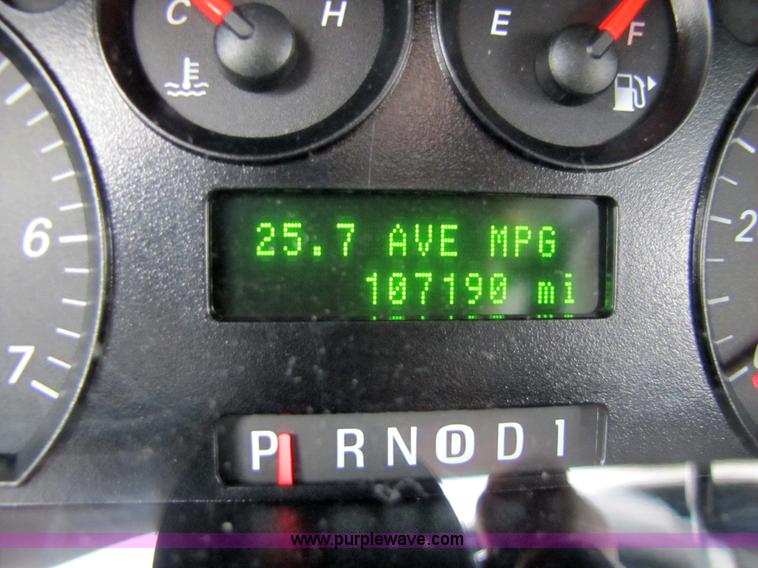 C H
E F
6
7
2
25.7 AVE MPG
107190 mi
P R N D D 1
www.purplewave.com